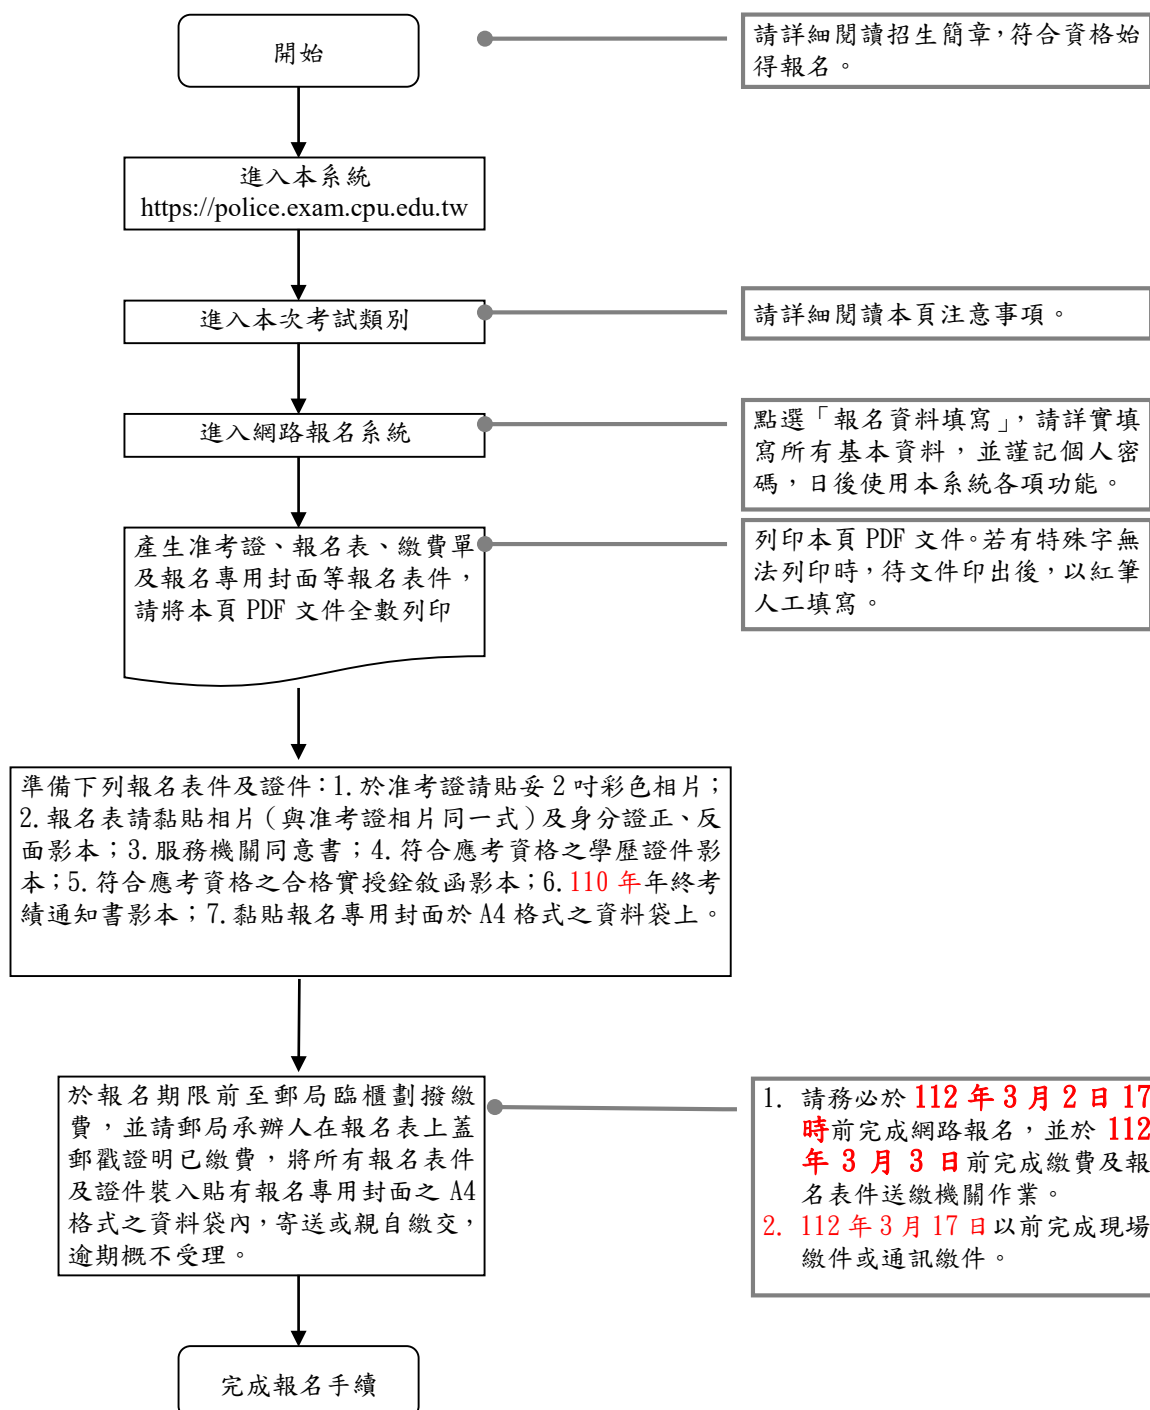 開始
請詳細閱讀招生簡章，符合資格始
得報名。
進入本系統
https://police.exam.cpu.edu.tw
進入本次考試類別
請詳細閱讀本頁注意事項。
進入網路報名系統
點選「報名資料填寫」，請詳實填
寫所有基本資料，並謹記個人密
碼，日後使用本系統各項功能。
產生准考證、報名表、繳費單
及報名專用封面等報名表件，
請將本頁 PDF 文件全數列印
列印本頁 PDF 文件。若有特殊字無
法列印時，待文件印出後，以紅筆
人工填寫。
準備下列報名表件及證件：1.於准考證請貼妥 2 吋彩色相片；
2.報名表請黏貼相片（與准考證相片同一式）及身分證正、反
面影本；3.服務機關同意書；4.符合應考資格之學歷證件影
本；5.符合應考資格之合格實授銓敘函影本；6.110 年年終考
績通知書影本；7.黏貼報名專用封面於 A4 格式之資料袋上。
於報名期限前至郵局臨櫃劃撥繳
費，並請郵局承辦人在報名表上蓋
郵戳證明已繳費，將所有報名表件
及證件裝入貼有報名專用封面之 A4
格式之資料袋內，寄送或親自繳交，
逾期概不受理。
1. 請務必於 112 年 3 月 2 日 17
時前完成網路報名，並於 112
年 3 月 3 日前完成繳費及報
名表件送繳機關作業。
2. 112 年 3 月 17 日以前完成現場
繳件或通訊繳件。
完成報名手續